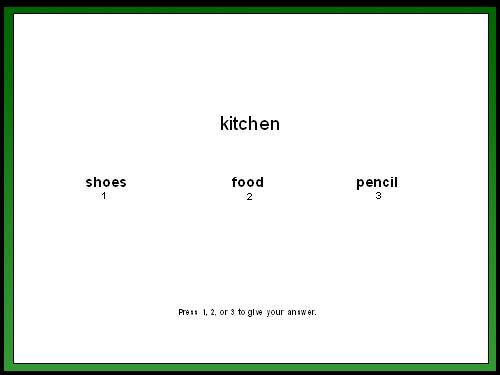 kitchen
shoes food pencil
1 2 3
Press 1, 2, or 3 to give your answer.